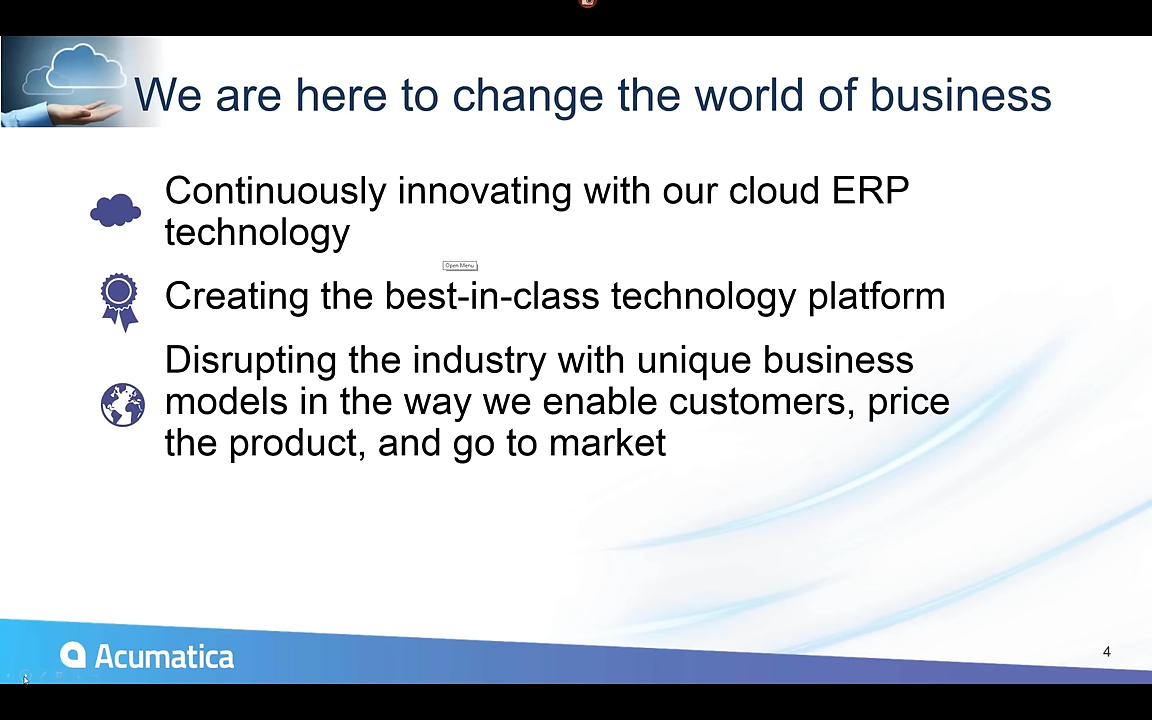 We are here to change the world of business
Continuously innovating with our cloud ERP
technology
Open Menu
Creating the best-in-class technology platform
Disrupting the industry with unique business
models in the way we enable customers, price
the product, and go to market
Acumatica
4